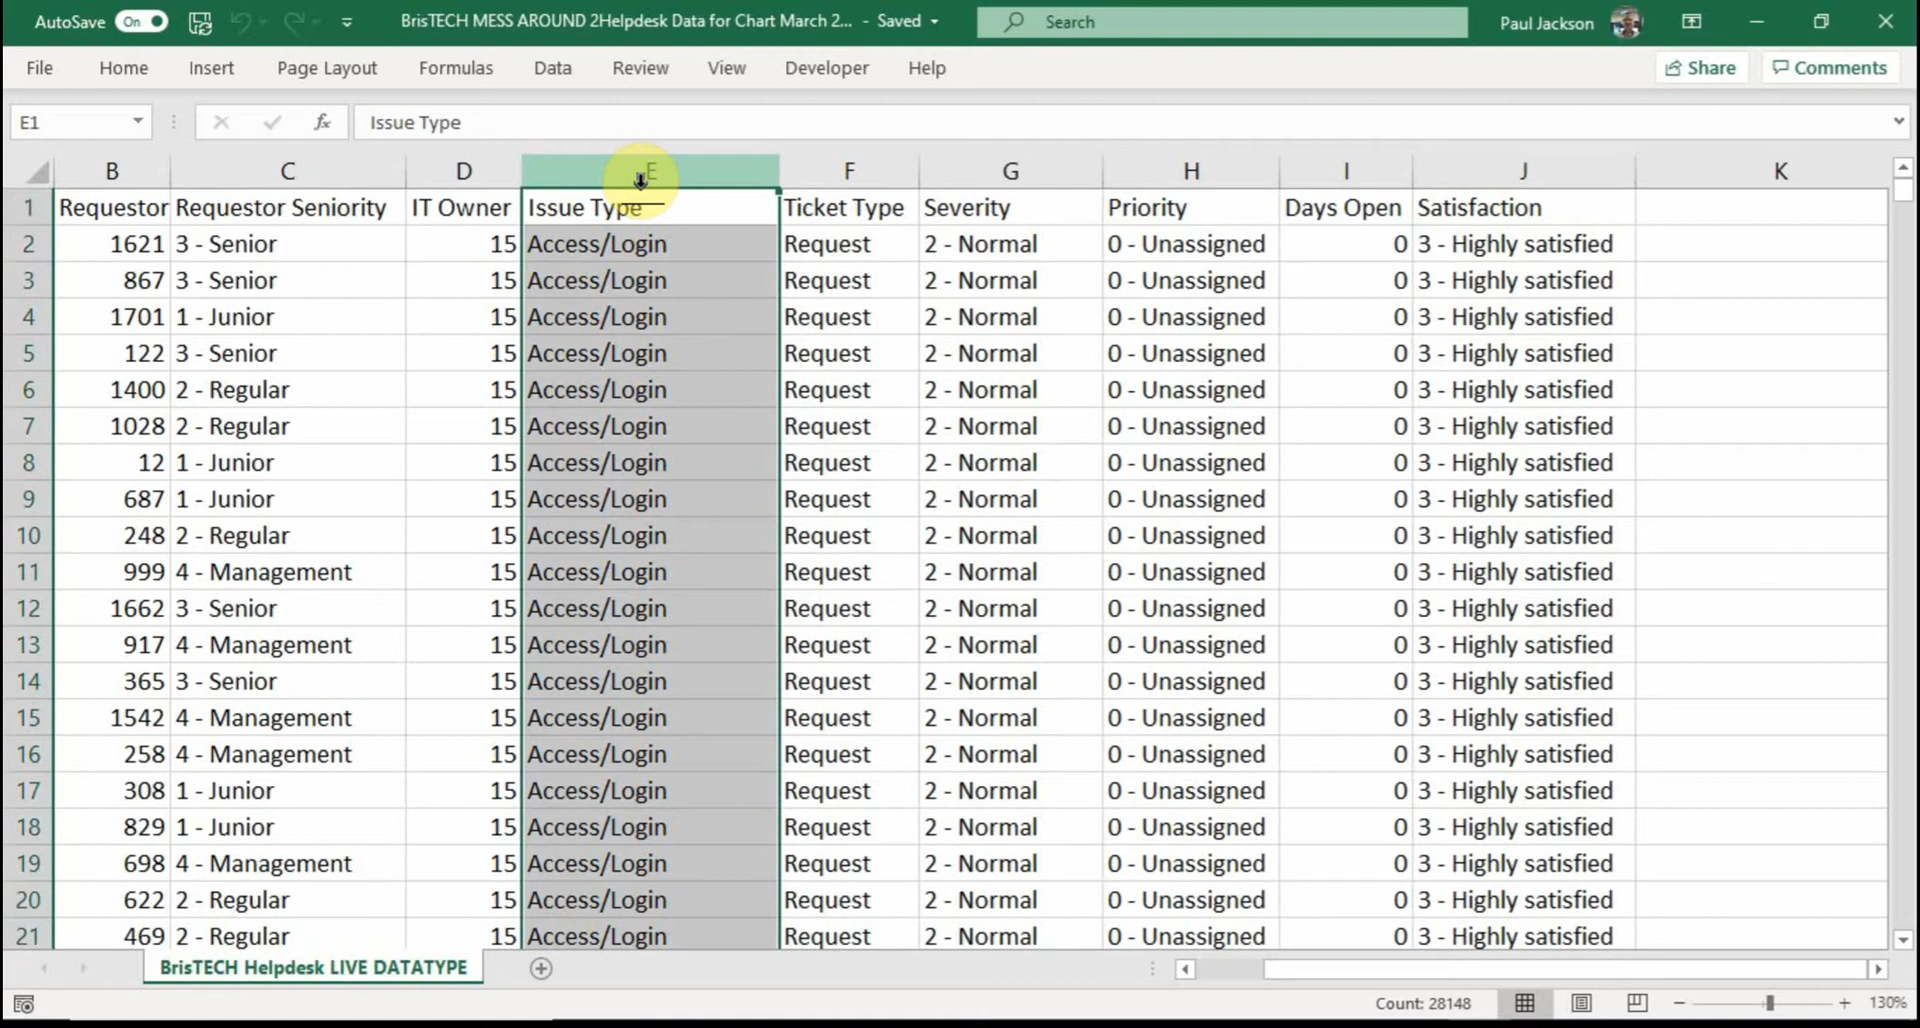 AutoSave On BrisTECH MESS AROUND 2Helpdesk Data for Chart March 2... - Saved Search Paul Jackson
File Home Insert Page Layout Formulas Data Review View Developer Help Share Comments
E1 fx Issue Type
B C D E F G H I J K
1 Requestor Requestor Seniority IT Owner Issue Type Ticket Type Severity Priority Days Open Satisfaction
2 1621 3 - Senior 15 Access/Login Request 2 - Normal 0 - Unassigned 0 3 - Highly satisfied
3 867 3 - Senior 15 Access/Login Request 2 - Normal 0 - Unassigned 0 3 - Highly satisfied
4 1701 1 - Junior 15 Access/Login Request 2 - Normal 0 - Unassigned 0 3 - Highly satisfied
5 122 3 - Senior 15 Access/Login Request 2 - Normal 0 - Unassigned 0 3 - Highly satisfied
6 1400 2 - Regular 15 Access/Login Request 2 - Normal 0 - Unassigned 0 3 - Highly satisfied
7 1028 2 - Regular 15 Access/Login Request 2 - Normal 0 - Unassigned 0 3 - Highly satisfied
8 12 1 - Junior 15 Access/Login Request 2 - Normal 0 - Unassigned 0 3 - Highly satisfied
9 687 1 - Junior 15 Access/Login Request 2 - Normal 0 - Unassigned 0 3 - Highly satisfied
10 248 2 - Regular 15 Access/Login Request 2 - Normal 0 - Unassigned 0 3 - Highly satisfied
11 999 4 - Management 15 Access/Login Request 2 - Normal 0 - Unassigned 0 3 - Highly satisfied
12 1662 3 - Senior 15 Access/Login Request 2 - Normal 0 - Unassigned 0 3 - Highly satisfied
13 917 4 - Management 15 Access/Login Request 2 - Normal 0 - Unassigned 0 3 - Highly satisfied
14 365 3 - Senior 15 Access/Login Request 2 - Normal 0 - Unassigned 0 3 - Highly satisfied
15 1542 4 - Management 15 Access/Login Request 2 - Normal 0 - Unassigned 0 3 - Highly satisfied
16 258 4 - Management 15 Access/Login Request 2 - Normal 0 - Unassigned 0 3 - Highly satisfied
17 308 1 - Junior 15 Access/Login Request 2 - Normal 0 - Unassigned 0 3 - Highly satisfied
18 829 1 - Junior 15 Access/Login Request 2 - Normal 0 - Unassigned 0 3 - Highly satisfied
19 698 4 - Management 15 Access/Login Request 2 - Normal 0 - Unassigned 0 3 - Highly satisfied
20 622 2 - Regular 15 Access/Login Request 2 - Normal 0 - Unassigned 0 3 - Highly satisfied
21 469 2 - Regular 15 Access/Login Request 2 - Normal 0 - Unassigned 0 3 - Highly satisfied
BrisTECH Helpdesk LIVE DATATYPE
Count: 28148 130%